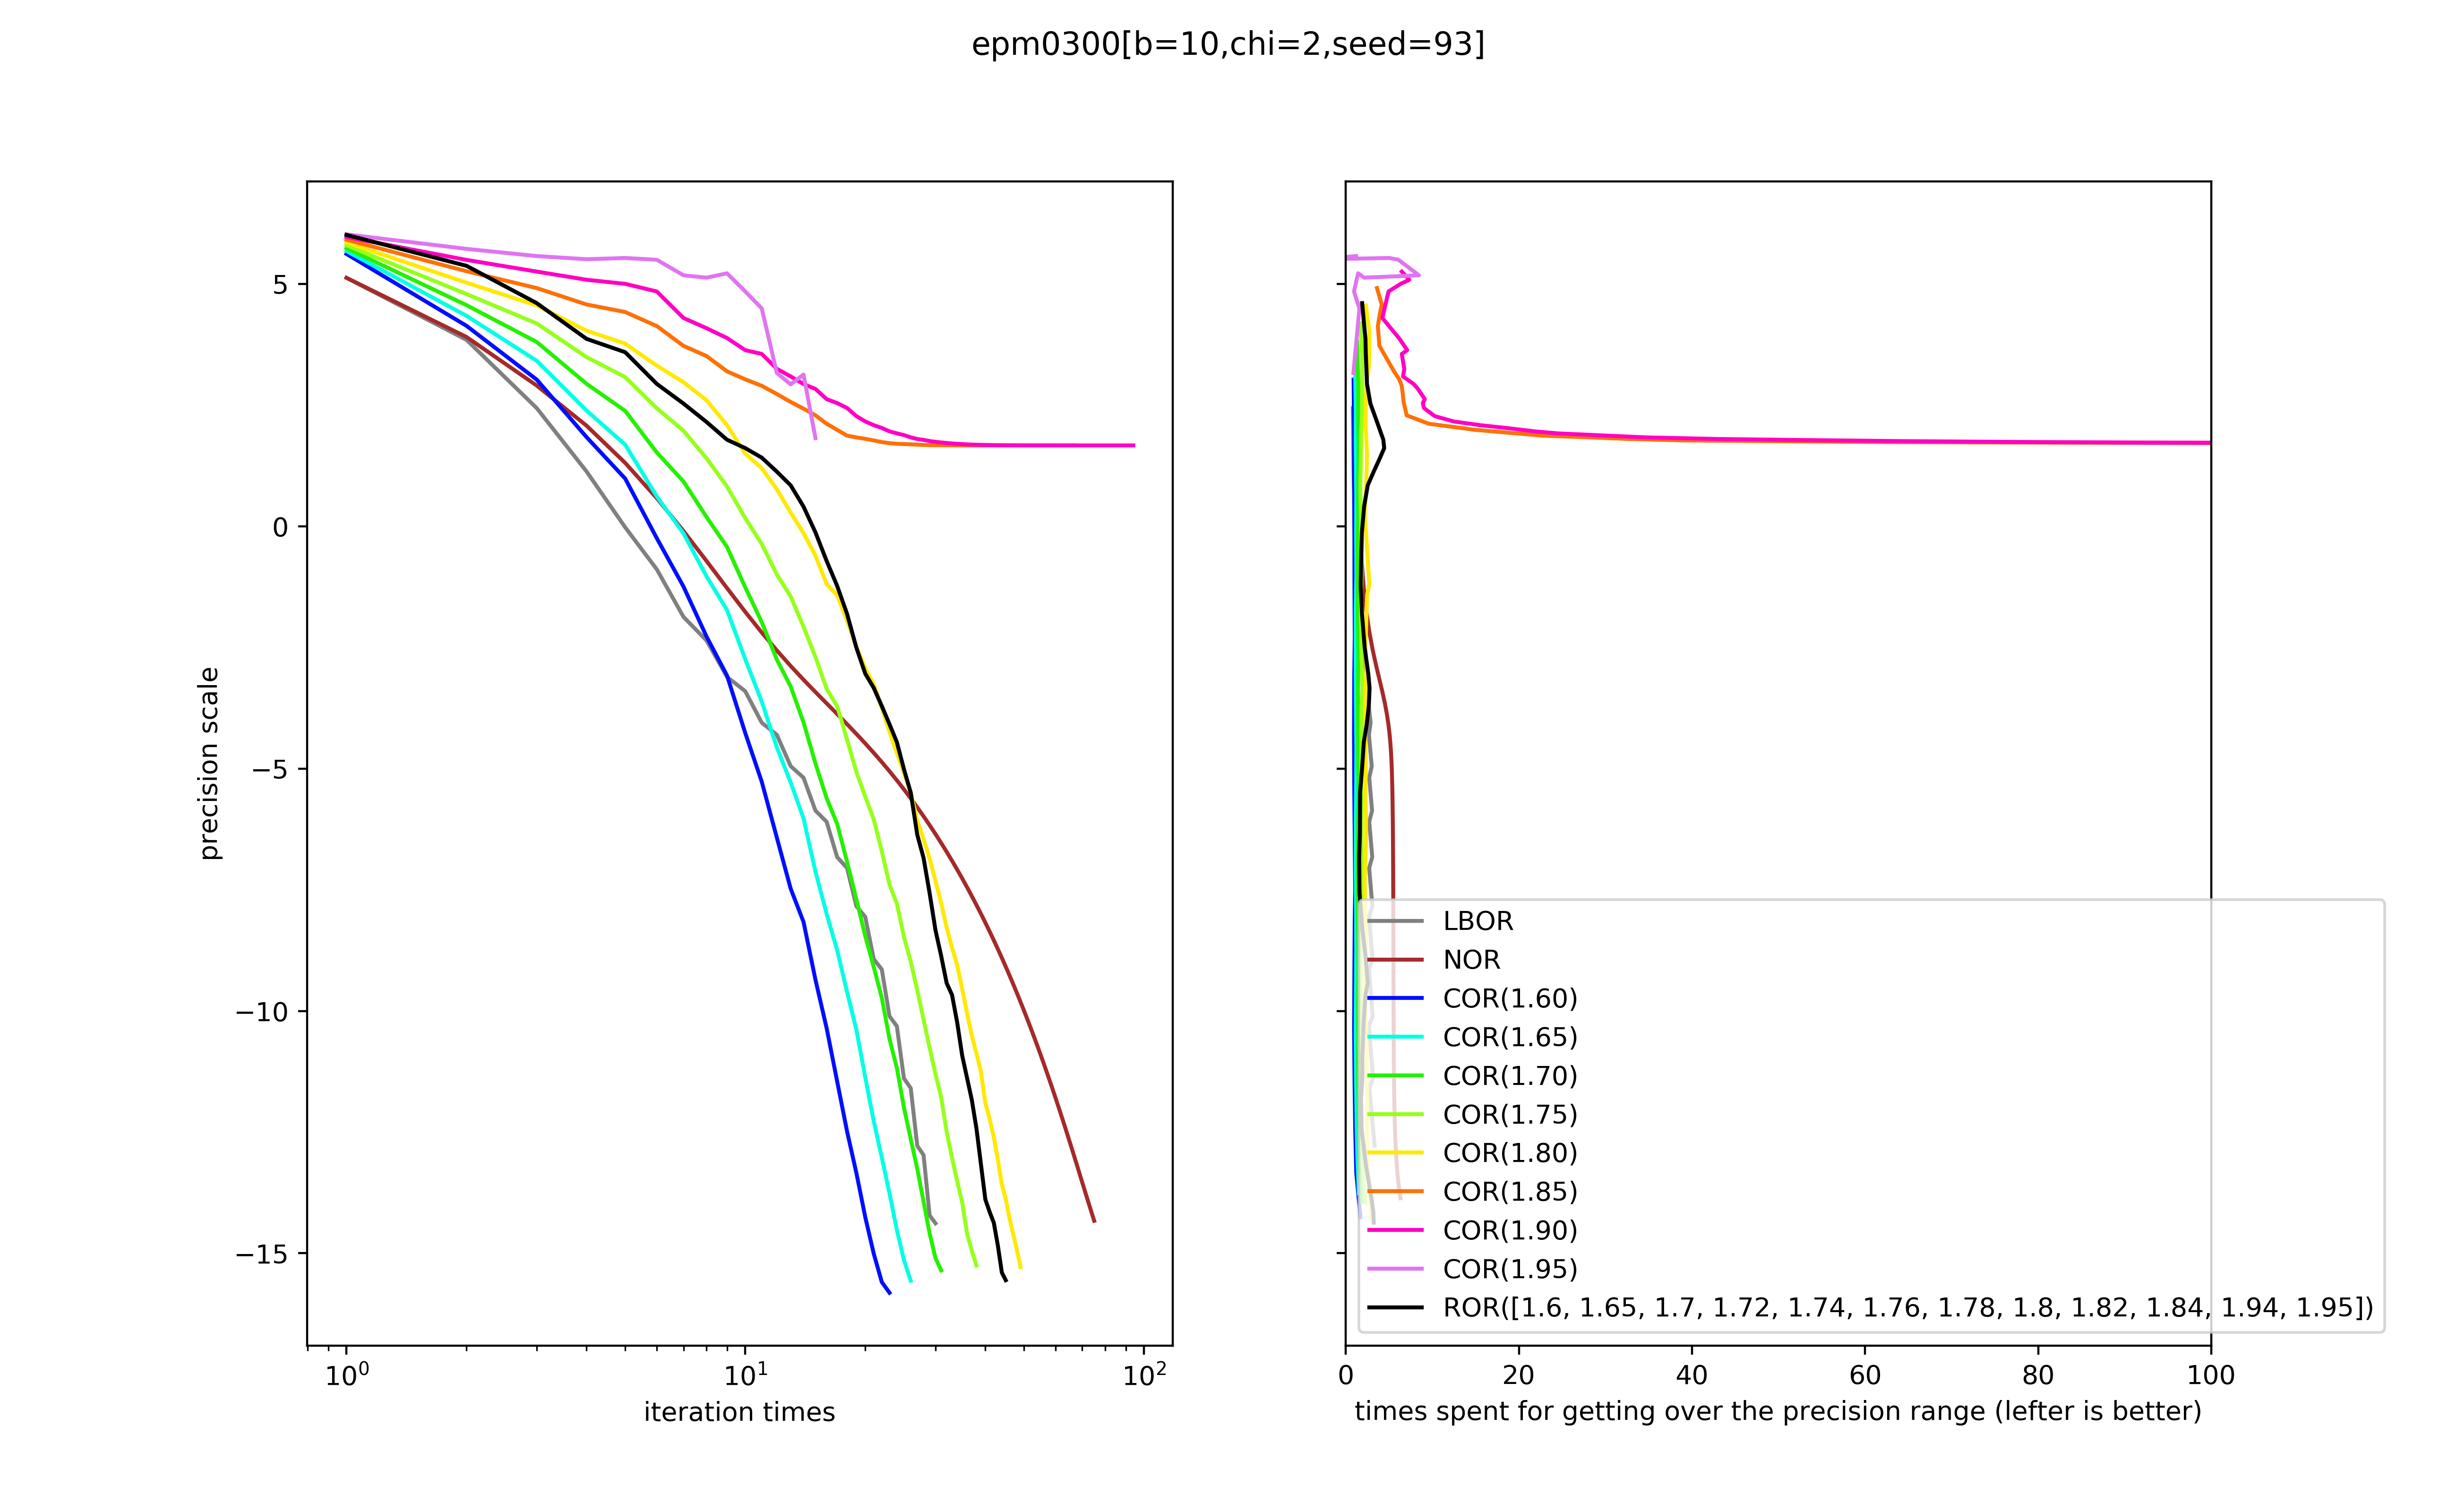 epm0300[b=10,chi=2,seed=93]
precision scale
5
0
−5
−10
−15
10^0
10^1
10^2
iteration times
LBOR
NOR
COR(1.60)
COR(1.65)
COR(1.70)
COR(1.75)
COR(1.80)
COR(1.85)
COR(1.90)
COR(1.95)
ROR([1.6, 1.65, 1.7, 1.72, 1.74, 1.76, 1.78, 1.8, 1.82, 1.84, 1.94, 1.95])
0 20 40 60 80 100
times spent for getting over the precision range (lefter is better)